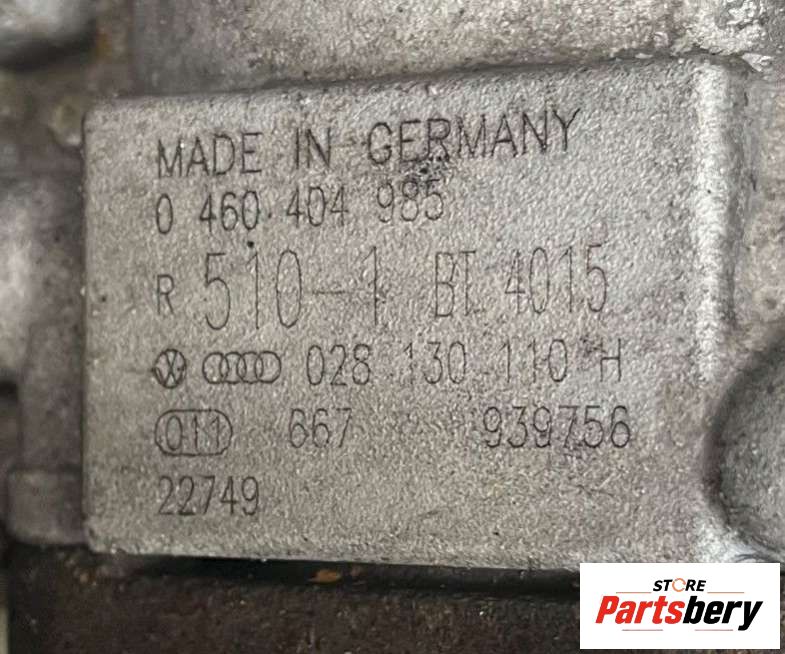 MADE IN GERMANY
0 460 404 985
R 510-1 BT 4015
028 130 110 H
011 667 939756
22749
STORE
Partsbery